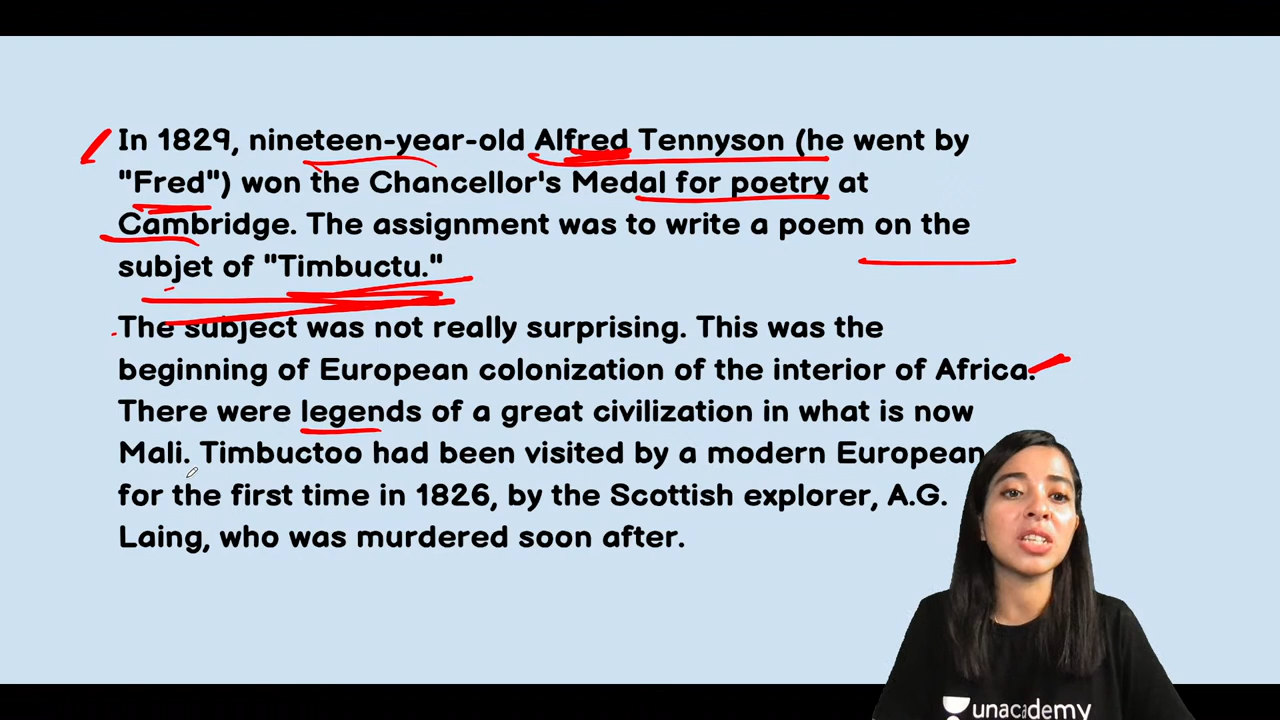 In 1829, nineteen-year-old Alfred Tennyson (he went by
"Fred") won the Chancellor's Medal for poetry at
Cambridge. The assignment was to write a poem on the
subjet of "Timbuctu."
The subject was not really surprising. This was the
beginning of European colonization of the interior of Africa.
There were legends of a great civilization in what is now
Mali. Timbuctoo had been visited by a modern European
for the first time in 1826, by the Scottish explorer, A.G.
Laing, who was murdered soon after.
unacademy